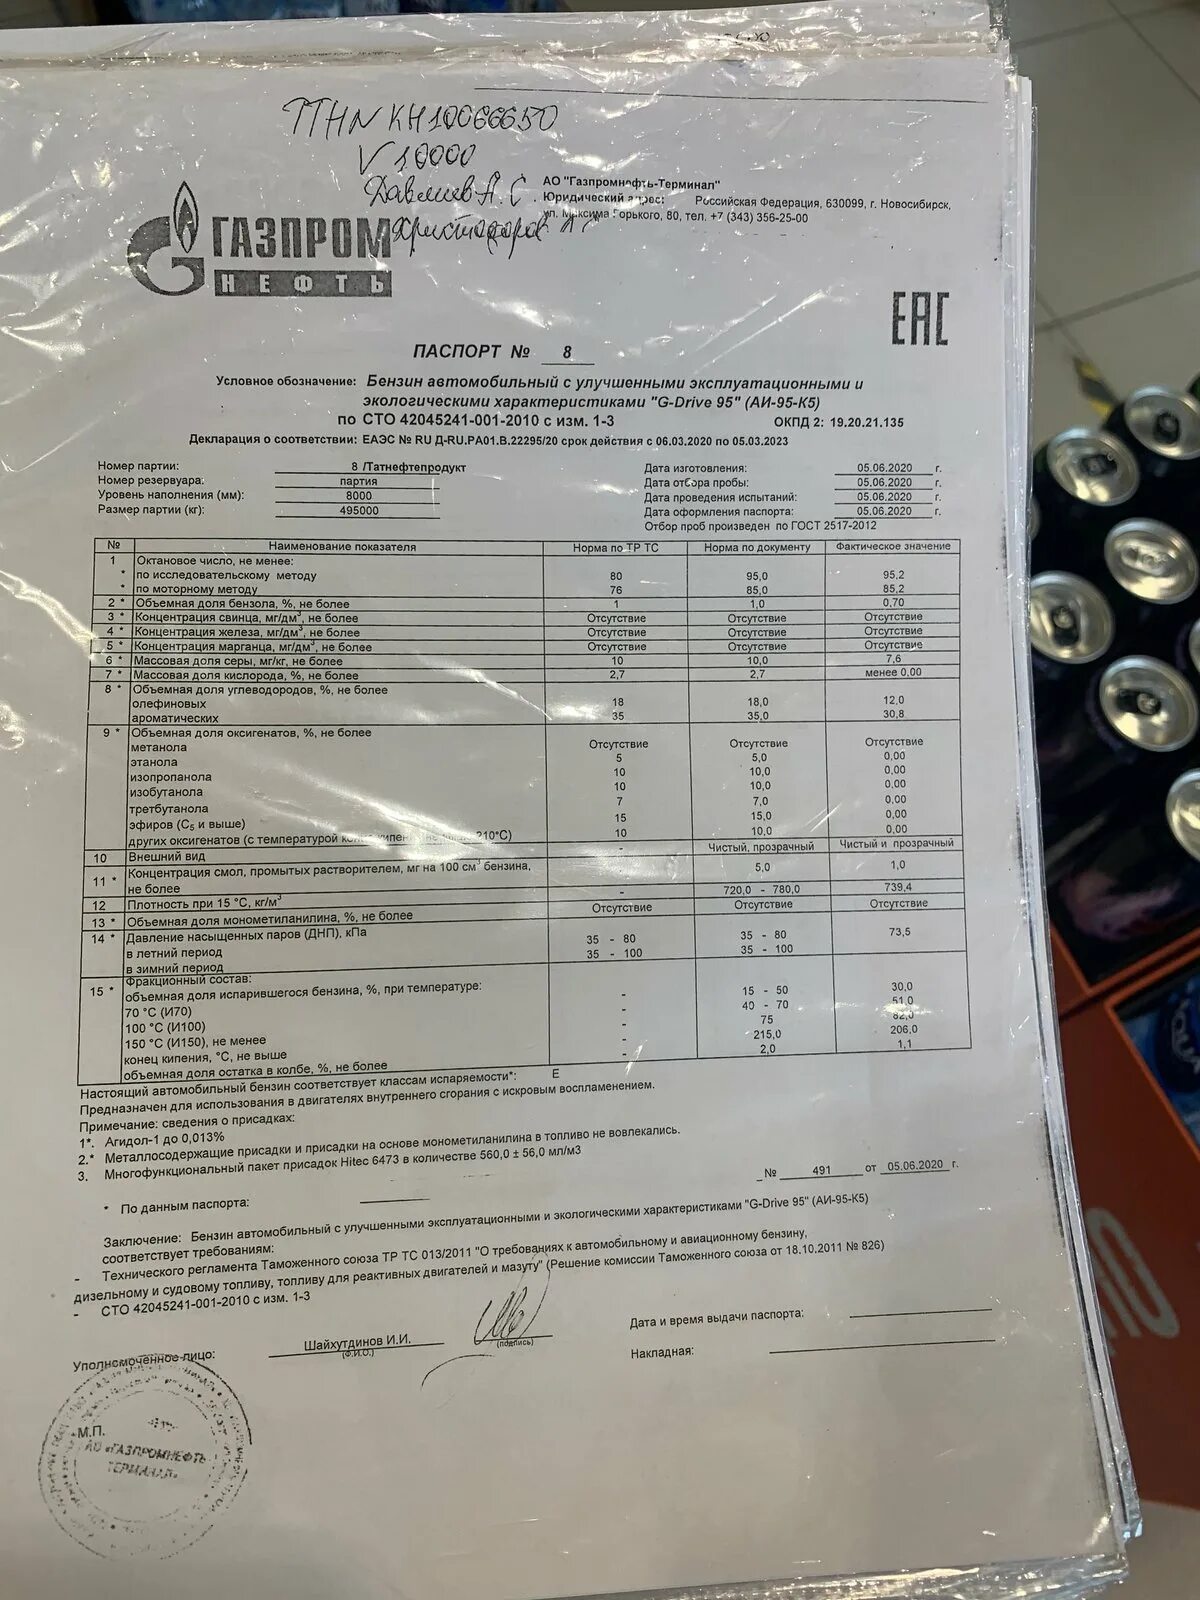 ТТНN КН10066650
V 10000
АО "Газпромнефть-Терминал"
Юридический адрес: Российская Федерация, 630099, г. Новосибирск,
ул. Максима Горького, 80, тел. +7 (343) 356-25-00
ГАЗПРОМ
НЕФТЬ
EAC
ПАСПОРТ № 8
Условное обозначение: Бензин автомобильный с улучшенными эксплуатационными и
экологическими характеристиками "G-Drive 95" (АИ-95-К5)
по СТО 42045241-001-2010 с изм. 1-3 ОКПД 2: 19.20.21.135
Декларация о соответствии: ЕАЭС № RU Д-RU.РА01.В.22295/20 срок действия с 06.03.2020 по 05.03.2023
Номер партии: 8 /Татнефтепродукт Дата изготовления: 05.06.2020 г.
Номер резервуара: партия Дата отбора пробы: 05.06.2020 г.
Уровень наполнения (мм): 8000 Дата проведения испытаний: 05.06.2020 г.
Размер партии (кг): 495000 Дата оформления паспорта: 05.06.2020 г.
Отбор проб произведен по ГОСТ 2517-2012
№ Наименование показателя Норма по ТР ТС Норма по документу Фактическое значение
1 Октановое число, не менее:
* по исследовательскому методу 80 95,0 95,2
* по моторному методу 76 85,0 85,2
2 * Объемная доля бензола, %, не более 1 1,0 0,70
3 * Концентрация свинца, мг/дм3, не более Отсутствие Отсутствие Отсутствие
4 * Концентрация железа, мг/дм3, не более Отсутствие Отсутствие Отсутствие
5 * Концентрация марганца, мг/дм3, не более Отсутствие Отсутствие Отсутствие
6 * Массовая доля серы, мг/кг, не более 10 10,0 7,6
7 * Массовая доля кислорода, %, не более 2,7 2,7 менее 0,00
8 * Объемная доля углеводородов, %, не более
олефиновых 18 18,0 12,0
ароматических 35 35,0 30,8
9 * Объемная доля оксигенатов, %, не более
метанола Отсутствие Отсутствие Отсутствие
этанола 5 5,0 0,00
изопропанола 10 10,0 0,00
изобутанола 10 10,0 0,00
третбутанола 7 7,0 0,00
эфиров (С5 и выше) 15 15,0 0,00
других оксигенатов (с температурой 210°С) 10 10,0 0,00
10 Внешний вид - Чистый, прозрачный Чистый и прозрачный
11 * Концентрация смол, промытых растворителем, мг на 100 см3 бензина, 5,0 1,0
не более -
12 Плотность при 15 °С, кг/м3 - 720,0 - 780,0 739,4
13 * Объемная доля монометиланилина, %, не более Отсутствие Отсутствие Отсутствие
14 * Давление насыщенных паров (ДНП), кПа 73,5
в летний период 35 - 80 35 - 80
в зимний период 35 - 100 35 - 100
15 * Фракционный состав:
объемная доля испарившегося бензина, %, при температуре:
70 °С (И70) - 15 - 50 30,0
100 °С (И100) - 40 - 70 51,0
150 °С (И150), не менее - 75 82,0
конец кипения, °С, не выше - 215,0 206,0
объемная доля остатка в колбе, %, не более - 2,0 1,1
Настоящий автомобильный бензин соответствует классам испаряемости*: Е
Предназначен для использования в двигателях внутреннего сгорания с искровым воспламенением.
Примечание: сведения о присадках:
1*. Агидол-1 до 0,013%
2.* Металлосодержащие присадки и присадки на основе монометиланилина в топливо не вовлекались.
3. Многофункциональный пакет присадок Hitec 6473 в количестве 560,0 ± 56,0 мл/м3
* По данным паспорта: № 491 от 05.06.2020 г.
Заключение: Бензин автомобильный с улучшенными эксплуатационными и экологическими характеристиками "G-Drive 95" (АИ-95-К5)
соответствует требованиям:
- Технического регламента Таможенного союза ТР ТС 013/2011 "О требованиях к автомобильному и авиационному бензину,
дизельному и судовому топливу, топливу для реактивных двигателей и мазуту" (Решение комиссии Таможенного союза от 18.10.2011 № 826)
- СТО 42045241-001-2010 с изм. 1-3
Уполномоченное лицо: Шайхутдинов И.И. Дата и время выдачи паспорта:
(Ф.И.О.) (подпись) Накладная:
М.П.
АО «ГАЗПРОМНЕФТЬ
ТЕРМИНАЛ»